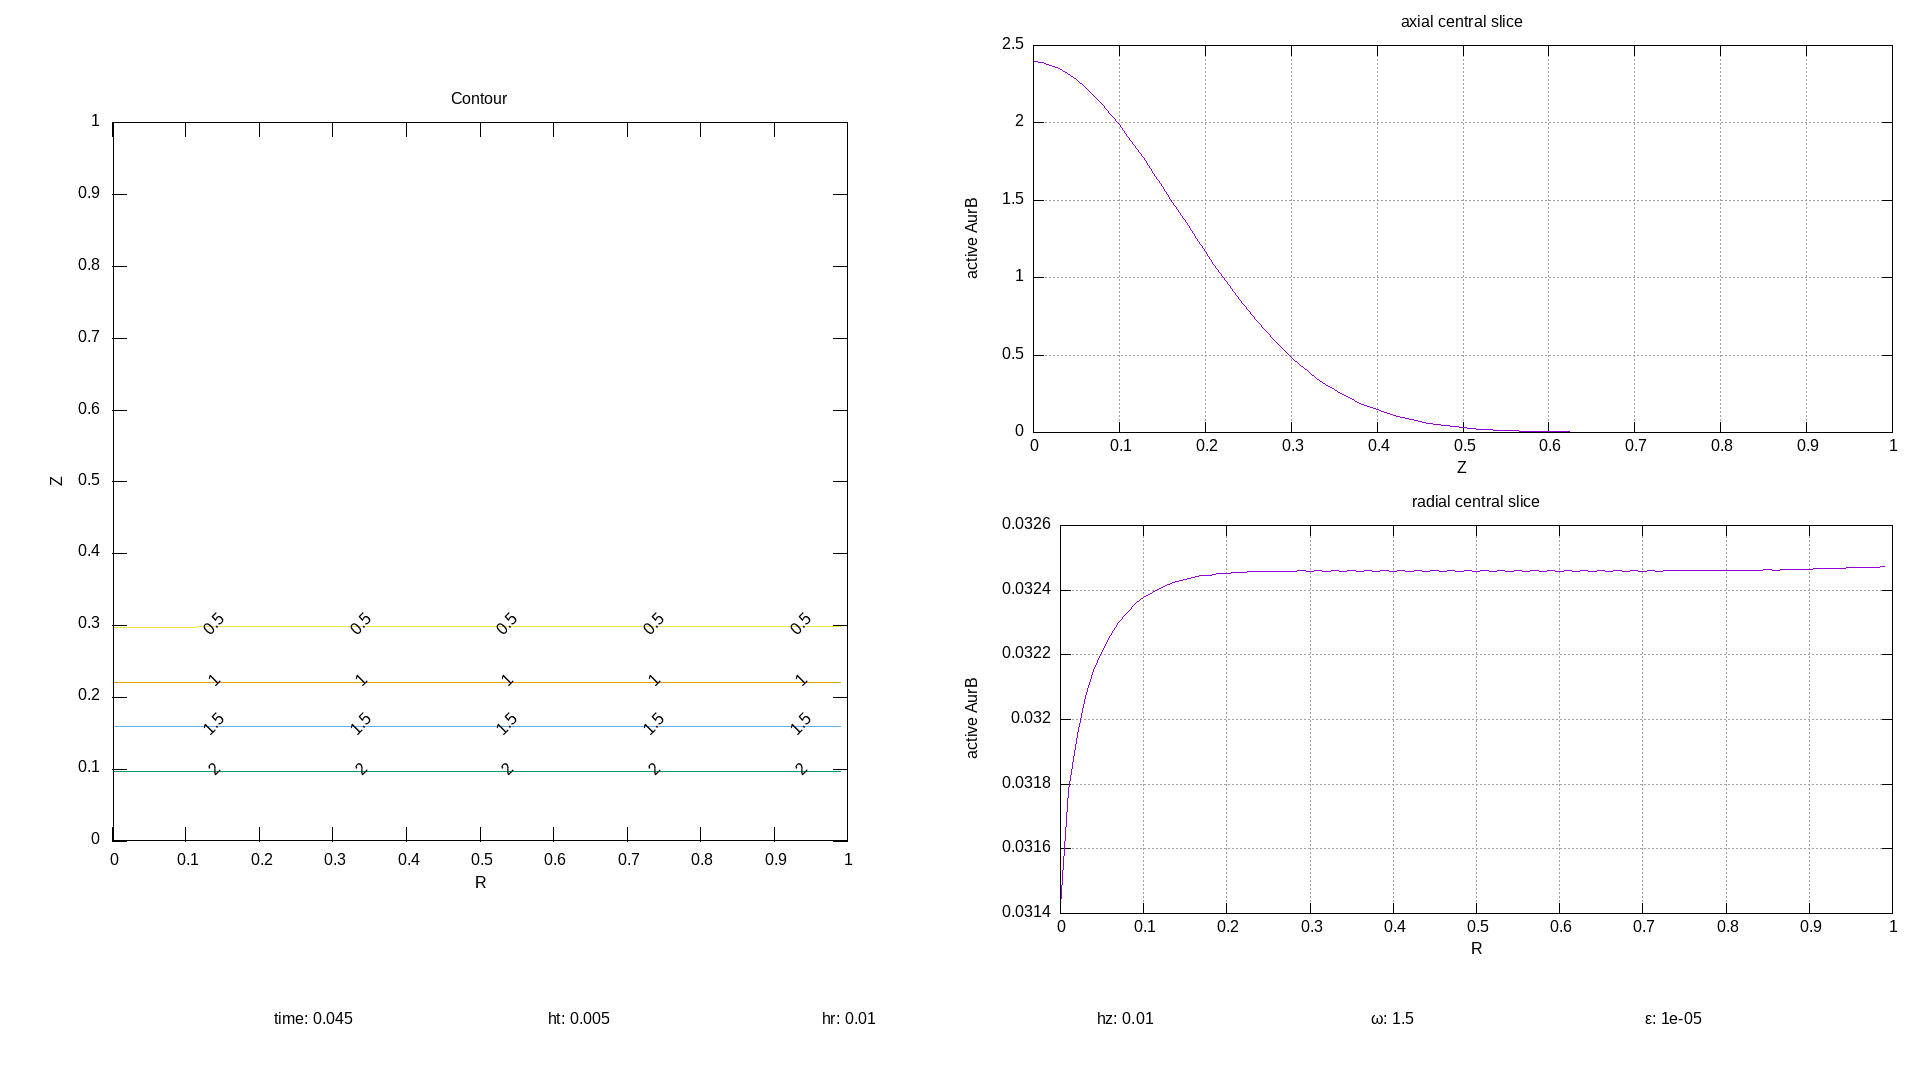 Contour
1
0.9
0.8
0.7
0.6
0.5
0.4
0.3
0.2
0.1
0
Z
0.5 0.5 0.5 0.5 0.5
1 1 1 1 1
1.5 1.5 1.5 1.5 1.5
2 2 2 2 2
0 0.1 0.2 0.3 0.4 0.5 0.6 0.7 0.8 0.9 1
R
axial central slice
2.5
2
1.5
1
0.5
0
active AurB
0 0.1 0.2 0.3 0.4 0.5 0.6 0.7 0.8 0.9 1
Z
radial central slice
0.0326
0.0324
0.0322
0.032
0.0318
0.0316
0.0314
active AurB
0 0.1 0.2 0.3 0.4 0.5 0.6 0.7 0.8 0.9 1
R
time: 0.045 ht: 0.005 hr: 0.01 hz: 0.01 ω: 1.5 ε: 1e-05